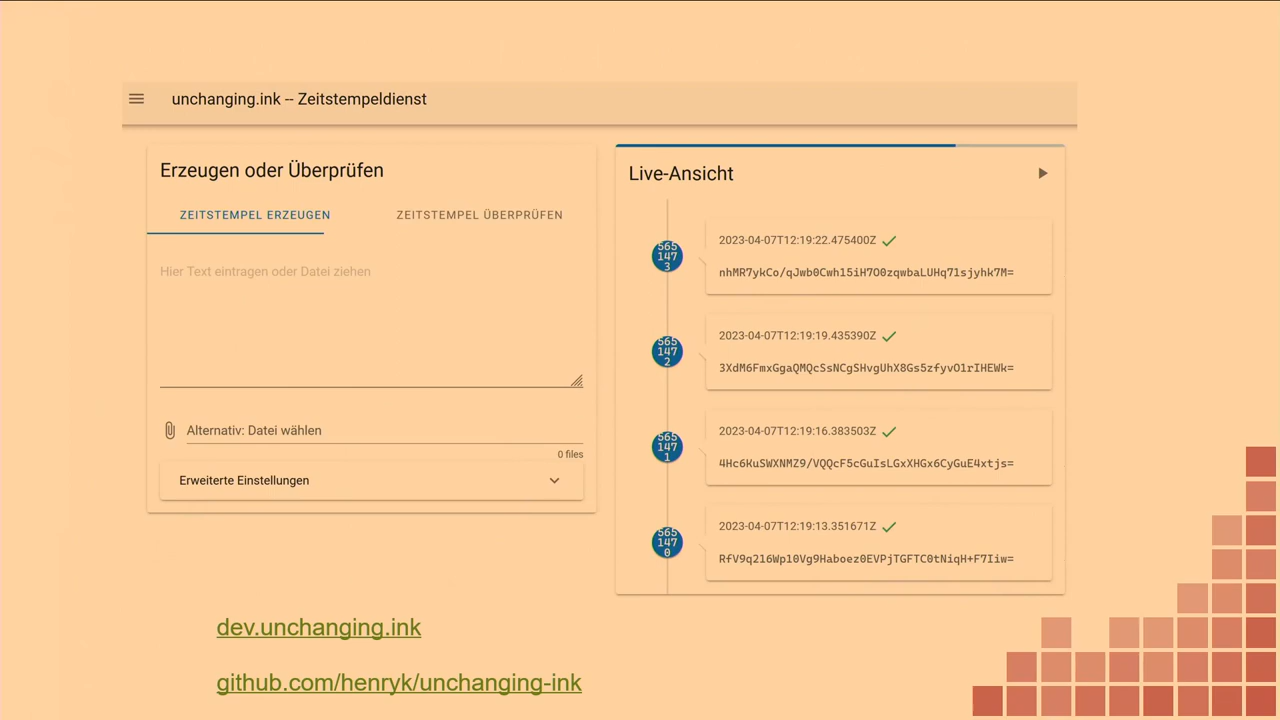 unchanging.ink -- Zeitstempeldienst
Erzeugen oder Überprüfen
ZEITSTEMPEL ERZEUGEN
ZEITSTEMPEL ÜBERPRÜFEN
Hier Text eintragen oder Datei ziehen
Alternativ: Datei wählen
0 files
Erweiterte Einstellungen
Live-Ansicht
565
147
3
2023-04-07T12:19:22.475400Z
nhMR7ykCo/qJwb0Cwh15iH7O0zqwbaLUHq71sjyhk7M=
565
147
2
2023-04-07T12:19:19.435390Z
3XdM6FmxGgaQMQcSsNCgSHvgUhX8Gs5zfyvO1rIHEWk=
565
147
1
2023-04-07T12:19:16.383503Z
4Hc6KuSWXNMZ9/VQQcF5cGuIsLGxXHGx6CyGuE4xtjs=
565
147
0
2023-04-07T12:19:13.351671Z
RfV9q2l6Wpl0Vg9Haboez0EVPjTGFTC0tNiqH+F7Iiw=
dev.unchanging.ink
github.com/henryk/unchanging-ink